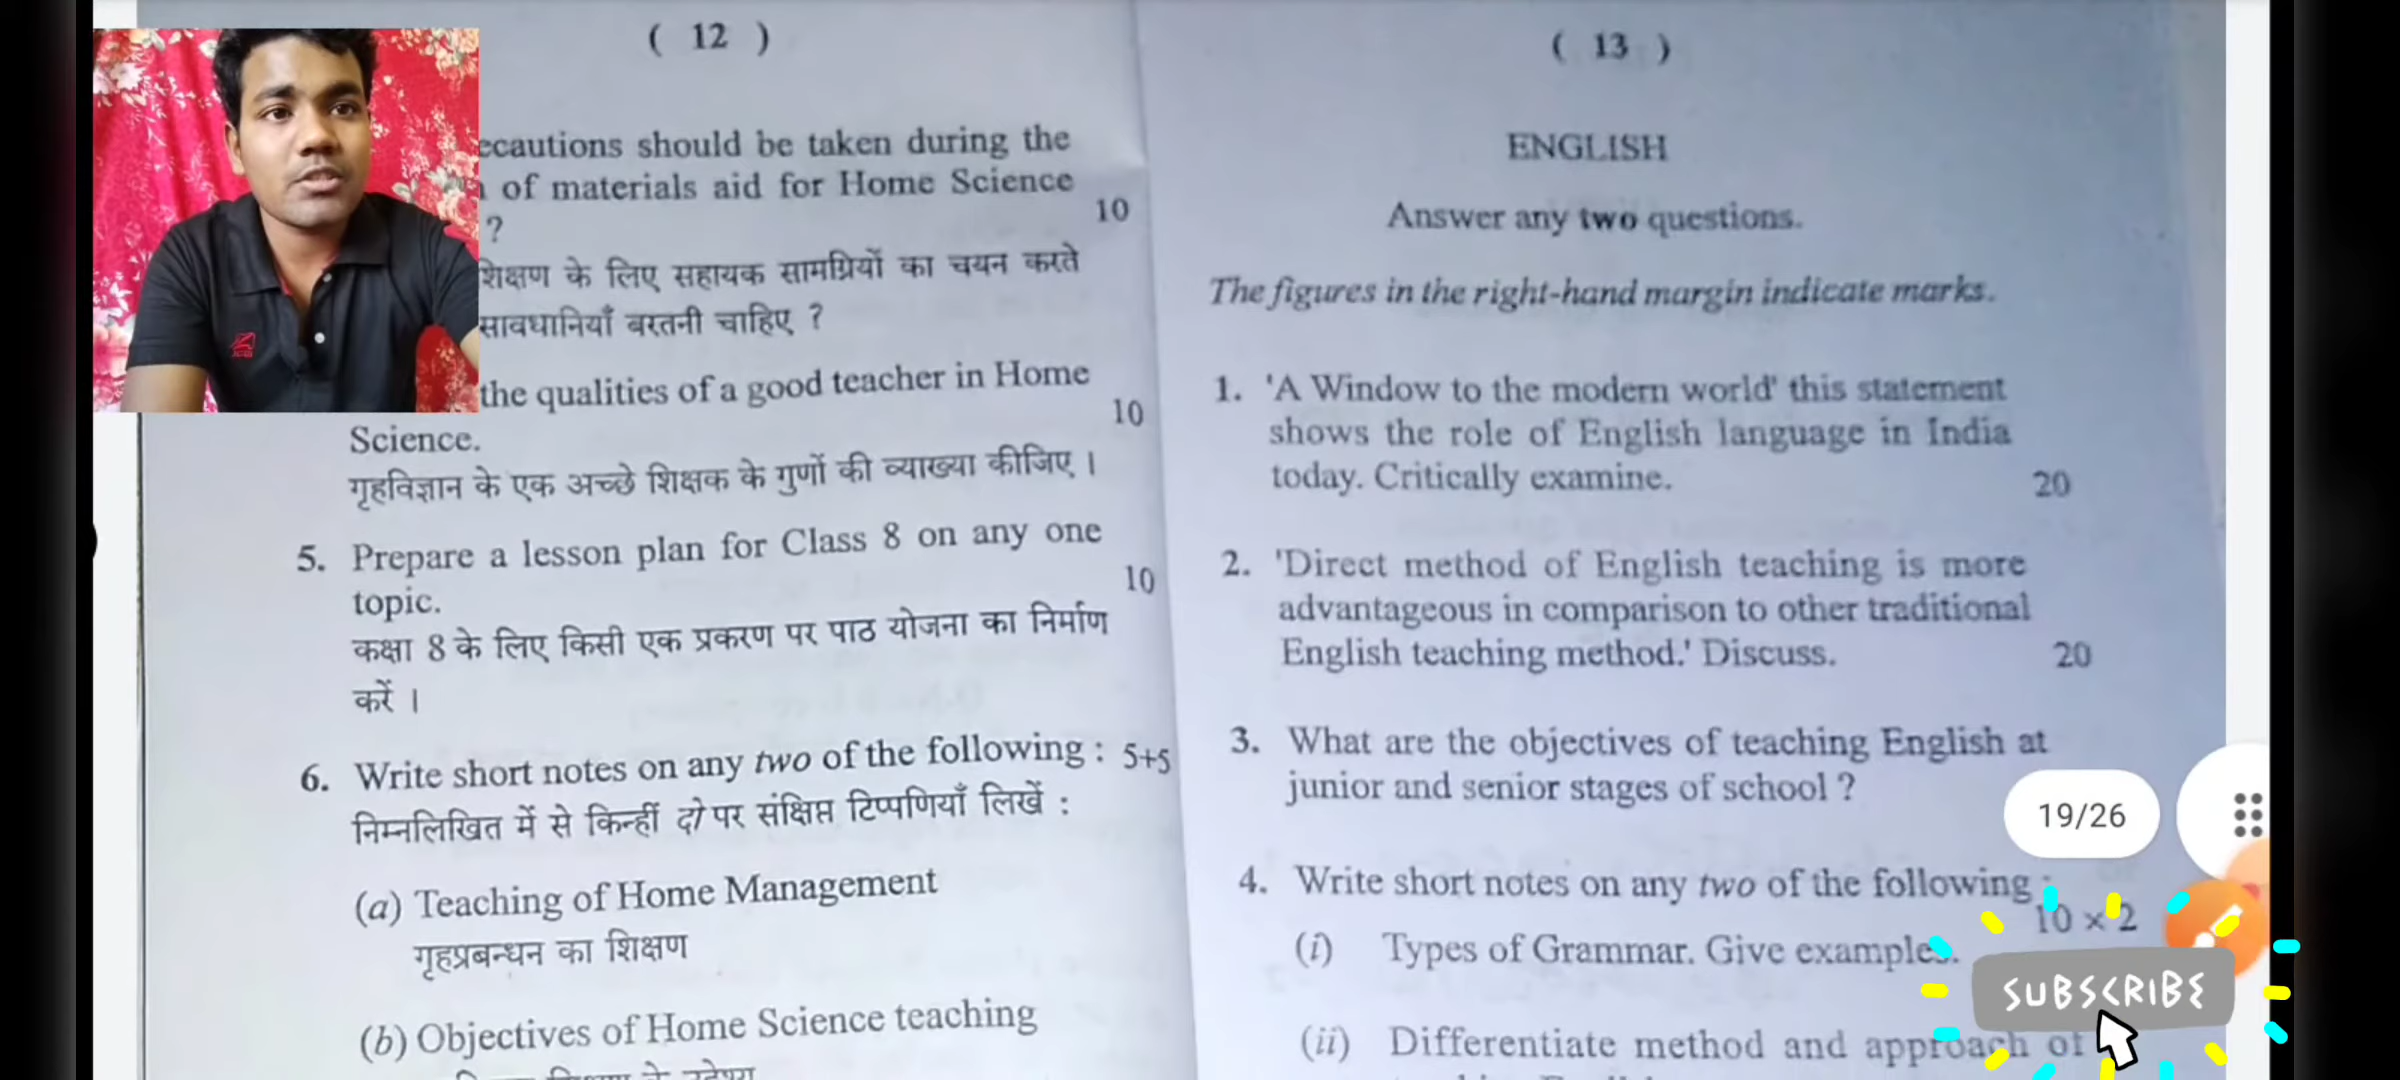 ( 12 )
ecautions should be taken during the
of materials aid for Home Science
?
10
शिक्षण के लिए सहायक सामग्रियों का चयन करते
सावधानियाँ बरतनी चाहिए ?
the qualities of a good teacher in Home
Science.
10
गृहविज्ञान के एक अच्छे शिक्षक के गुणों की व्याख्या कीजिए ।
5. Prepare a lesson plan for Class 8 on any one
topic.
10
कक्षा 8 के लिए किसी एक प्रकरण पर पाठ योजना का निर्माण
करें ।
6. Write short notes on any two of the following : 5+5
निम्नलिखित में से किन्हीं दो पर संक्षिप्त टिप्पणियाँ लिखें :
(a) Teaching of Home Management
गृहप्रबन्धन का शिक्षण
(b) Objectives of Home Science teaching
( 13 )
ENGLISH
Answer any two questions.
The figures in the right-hand margin indicate marks.
1. 'A Window to the modern world' this statement
shows the role of English language in India
today. Critically examine.
20
2. 'Direct method of English teaching is more
advantageous in comparison to other traditional
English teaching method.' Discuss.
20
3. What are the objectives of teaching English at
junior and senior stages of school ?
4. Write short notes on any two of the following :
10 × 2
(i) Types of Grammar. Give examples.
(ii) Differentiate method and approach of
19/26
SUBSCRIBE